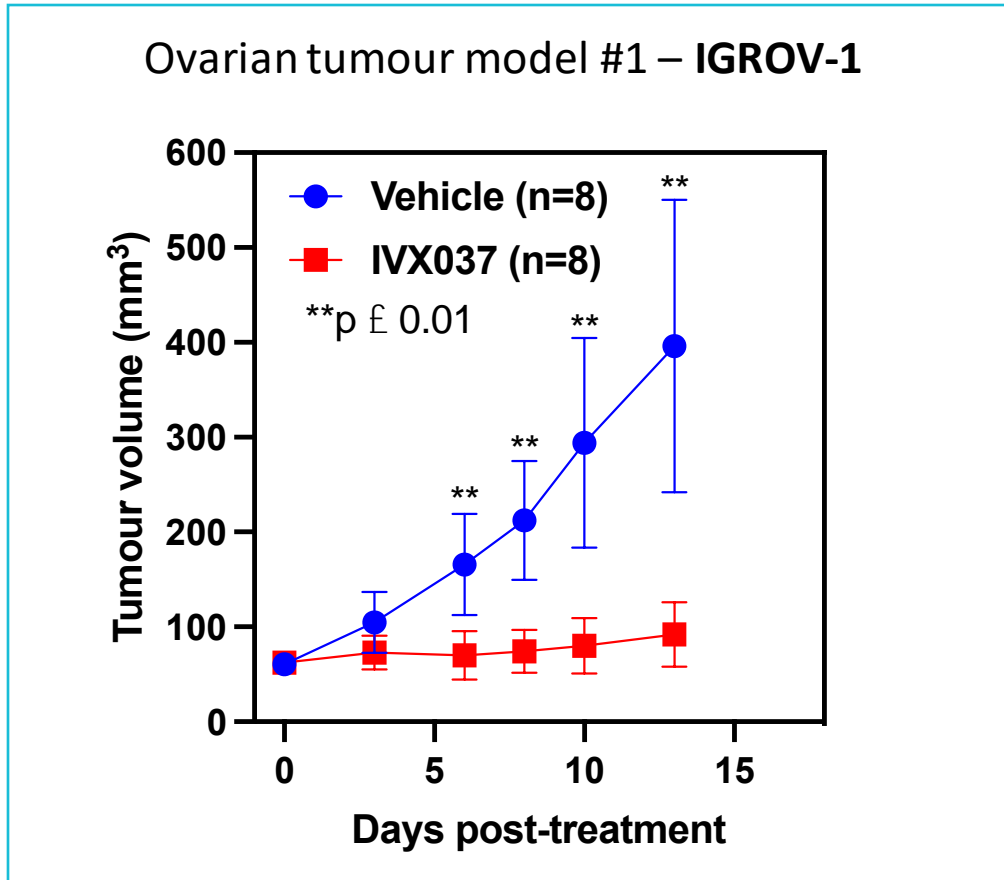 Ovarian tumour model #1 – IGROV-1
600
500
400
300
200
100
0
Tumour volume (mm³)
Vehicle (n=8)
IVX037 (n=8)
**p £ 0.01
**
**
**
**
0 5 10 15
Days post-treatment